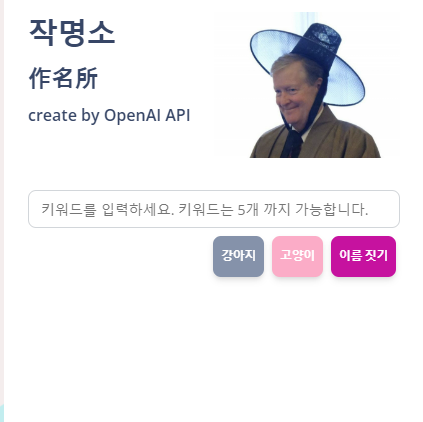 작명소
作名所
create by OpenAI API
키워드를 입력하세요. 키워드는 5개 까지 가능합니다.
강아지 고양이 이름 짓기